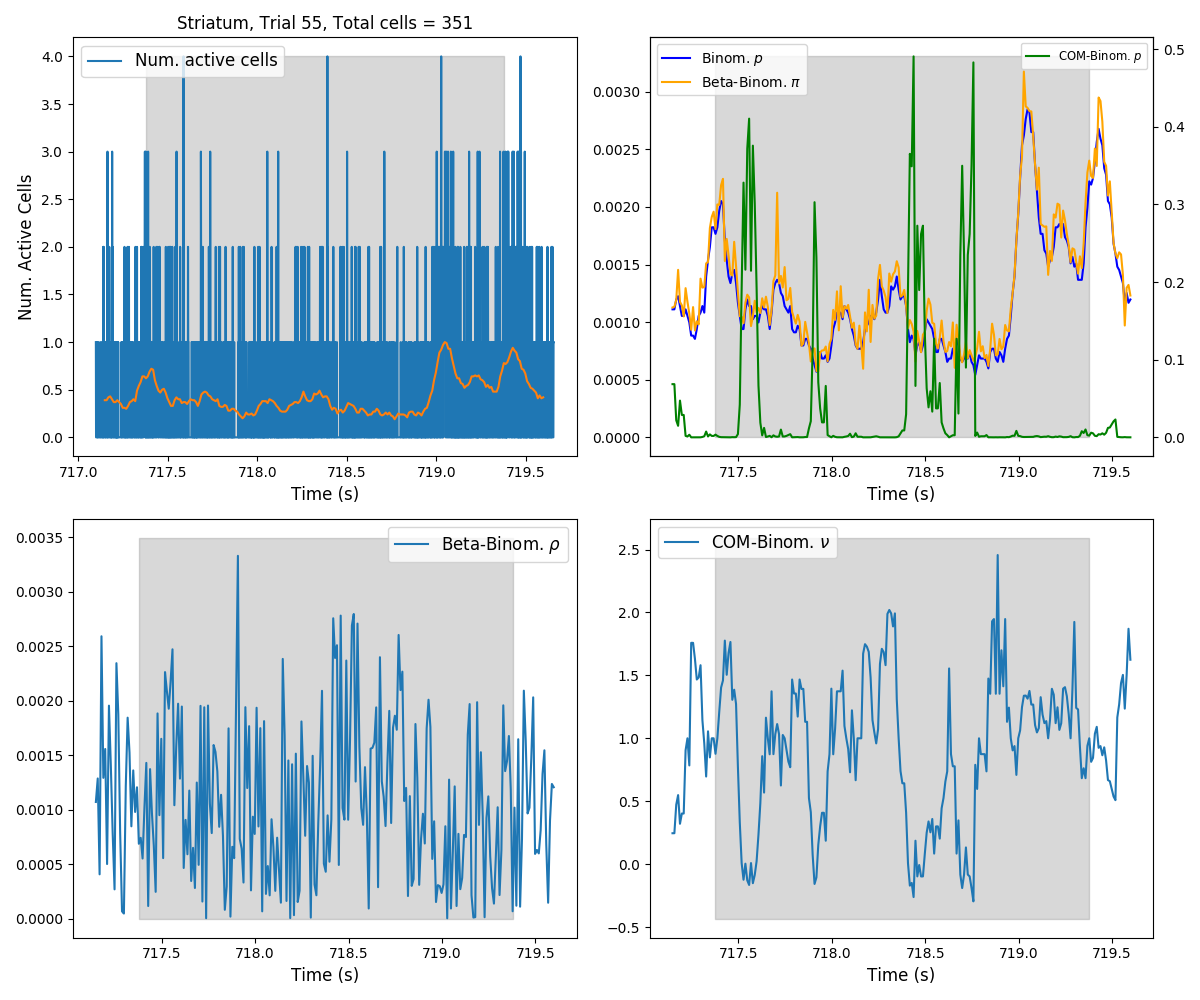 Striatum, Trial 55, Total cells = 351
Num. Active Cells
4.0
3.5
3.0
2.5
2.0
1.5
1.0
0.5
0.0
Num. active cells
717.0 717.5 718.0 718.5 719.0 719.5
Time (s)
0.0030
0.0025
0.0020
0.0015
0.0010
0.0005
0.0000
Binom. p
Beta-Binom. π
COM-Binom. p
0.5
0.4
0.3
0.2
0.1
0.0
717.5 718.0 718.5 719.0 719.5
Time (s)
0.0035
0.0030
0.0025
0.0020
0.0015
0.0010
0.0005
0.0000
Beta-Binom. ρ
717.5 718.0 718.5 719.0 719.5
Time (s)
2.5
2.0
1.5
1.0
0.5
0.0
−0.5
COM-Binom. ν
717.5 718.0 718.5 719.0 719.5
Time (s)